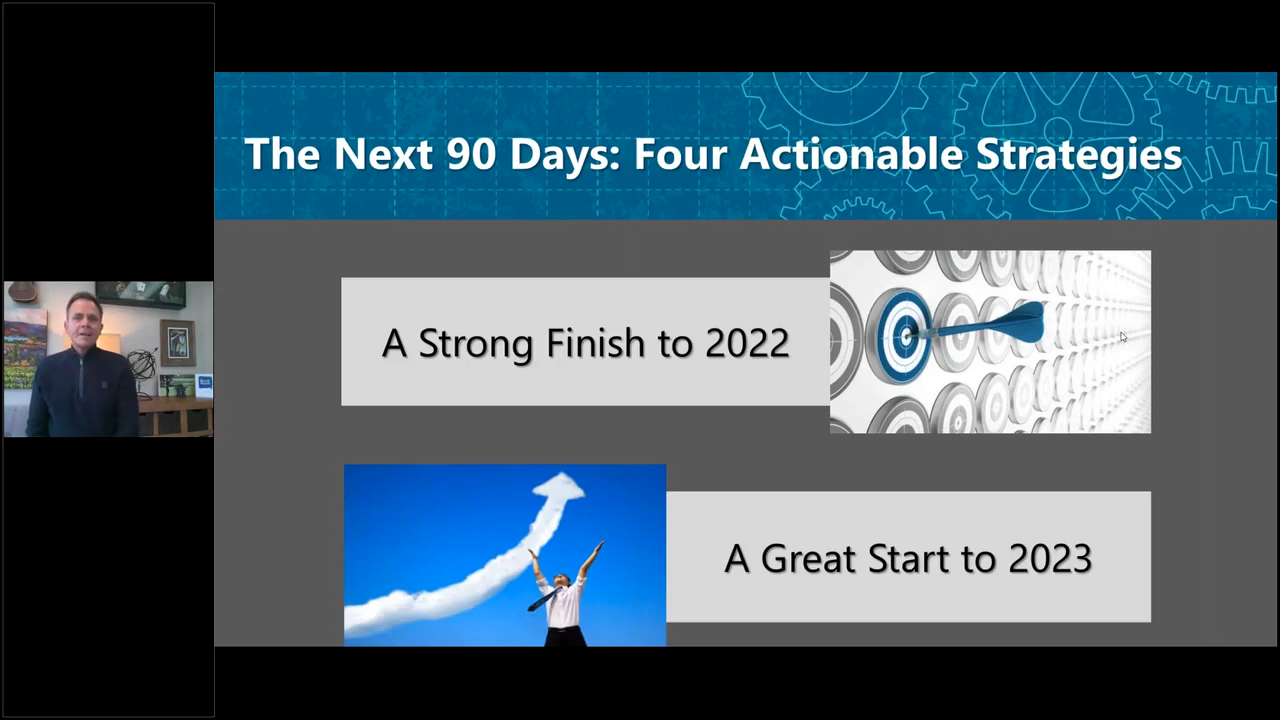 The Next 90 Days: Four Actionable Strategies
A Strong Finish to 2022
A Great Start to 2023